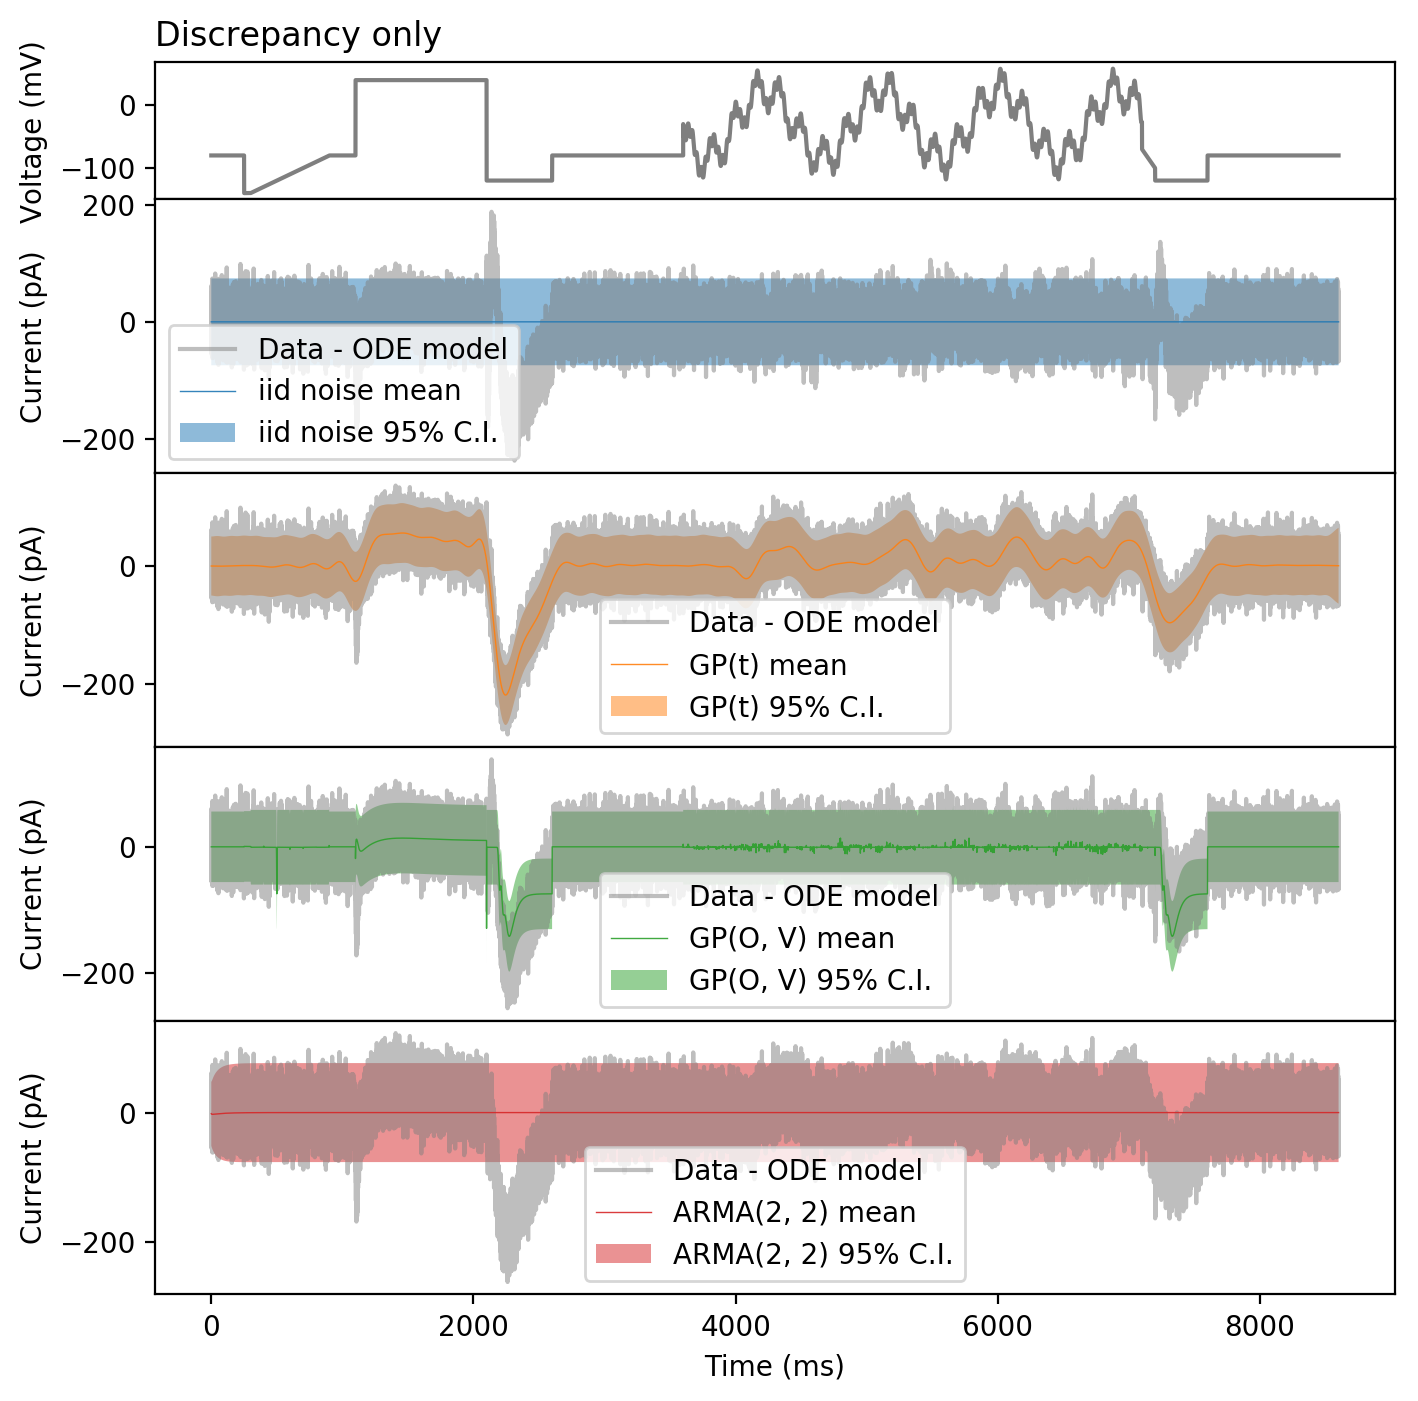 Discrepancy only
Voltage (mV)
0
−100
Current (pA)
200
0
−200
Data - ODE model
iid noise mean
iid noise 95% C.I.
Current (pA)
0
−200
Data - ODE model
GP(t) mean
GP(t) 95% C.I.
Current (pA)
0
−200
Data - ODE model
GP(O, V) mean
GP(O, V) 95% C.I.
Current (pA)
0
−200
Data - ODE model
ARMA(2, 2) mean
ARMA(2, 2) 95% C.I.
0 2000 4000 6000 8000
Time (ms)